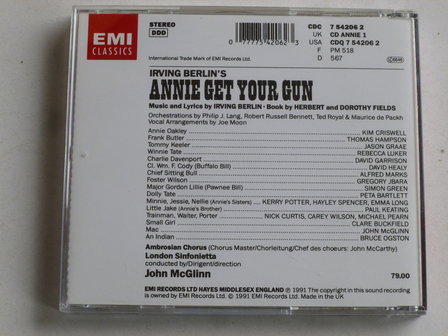 EMI
CLASSICS
STEREO
DDD
0 77775 42062 3
CDC 7 54206 2
UK CD ANNIE 1
USA CDQ 7 54206 2
F PM 518
D 567
International Trade Mark of EMI Records Ltd.
IRVING BERLIN'S
ANNIE GET YOUR GUN
Music and Lyrics by IRVING BERLIN · Book by HERBERT and DOROTHY FIELDS
Orchestrations by Philip J. Lang, Robert Russell Bennett, Ted Royal & Maurice de Packh
Vocal Arrangements by Joe Moon
Annie Oakley KIM CRISWELL
Frank Butler THOMAS HAMPSON
Tommy Keeler JASON GRAAE
Winnie Tate REBECCA LUKER
Charlie Davenport DAVID GARRISON
Col. Wm. F. Cody (Buffalo Bill) DAVID HEALY
Chief Sitting Bull ALFRED MARKS
Foster Wilson GREGORY JBARA
Major Gordon Lillie (Pawnee Bill) SIMON GREEN
Dolly Tate PETA BARTLETT
Minnie, Jessie, Nellie (Annie's Sisters) KERRY POTTER, HAYLEY SPENCER, EMMA LONG
Little Jake (Annie's Brother) PAUL KEATING
Trainman, Waiter, Porter NICK CURTIS, CAREY WILSON, MICHAEL PEARN
Small Girl CLARE BUCKFIELD
Mac JOHN McGLINN
An Indian BRUCE OGSTON
Ambrosian Chorus (Chorus Master/Chorleitung/Chef des choeurs: John McCarthy)
London Sinfonietta
conducted by/Dirigent/direction
John McGlinn
79.00
EMI RECORDS LTD HAYES MIDDLESEX ENGLAND ℗ 1991 The copyright in this sound recording
is owned by EMI Records Ltd. © 1991 EMI Records Ltd. Made in the UK